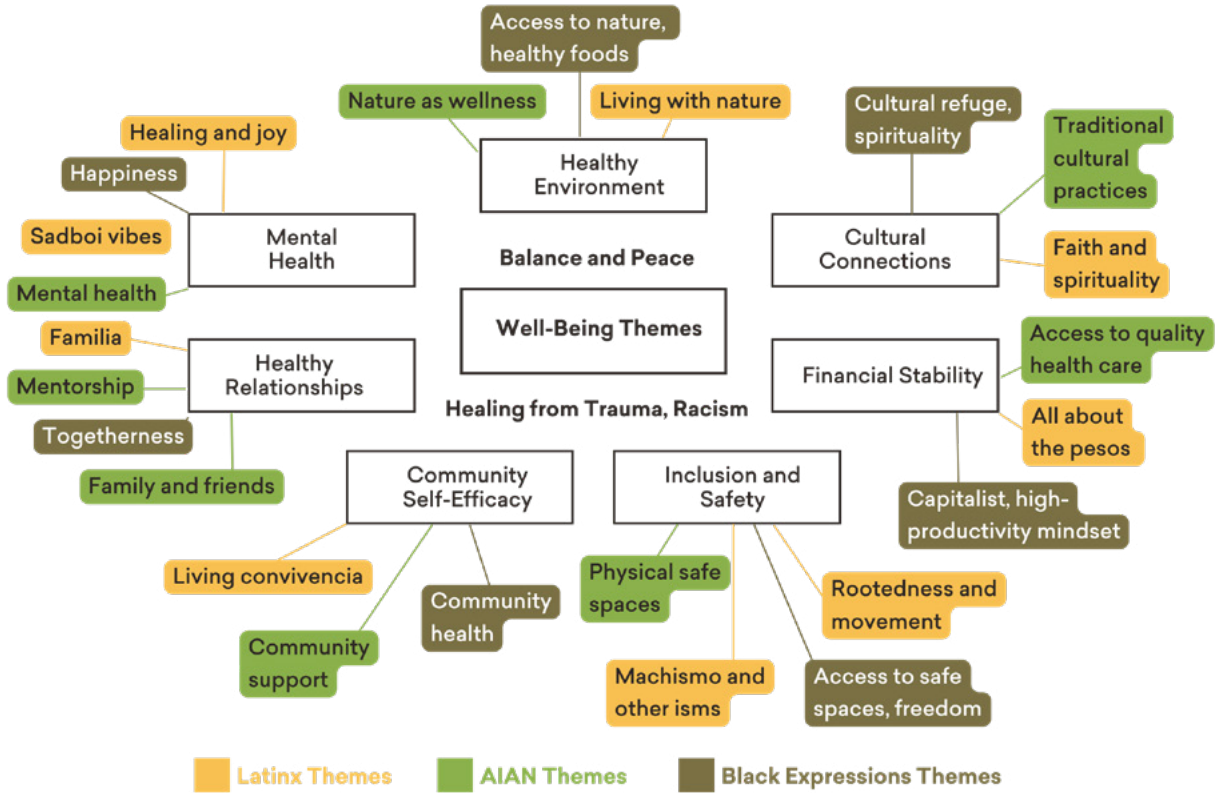 Access to nature,
healthy foods
Nature as wellness
Living with nature
Healthy
Environment
Healing and joy
Happiness
Sadboi vibes
Mental health
Mental
Health
Cultural refuge,
spirituality
Traditional
cultural
practices
Cultural
Connections
Faith and
spirituality
Balance and Peace
Well-Being Themes
Healing from Trauma, Racism
Familia
Mentorship
Togetherness
Family and friends
Healthy
Relationships
Financial Stability
Access to quality
health care
All about
the pesos
Capitalist, high-
productivity mindset
Community
Self-Efficacy
Living convivencia
Community
support
Community
health
Inclusion and
Safety
Physical safe
spaces
Machismo and
other isms
Access to safe
spaces, freedom
Rootedness and
movement
Latinx Themes
AIAN Themes
Black Expressions Themes